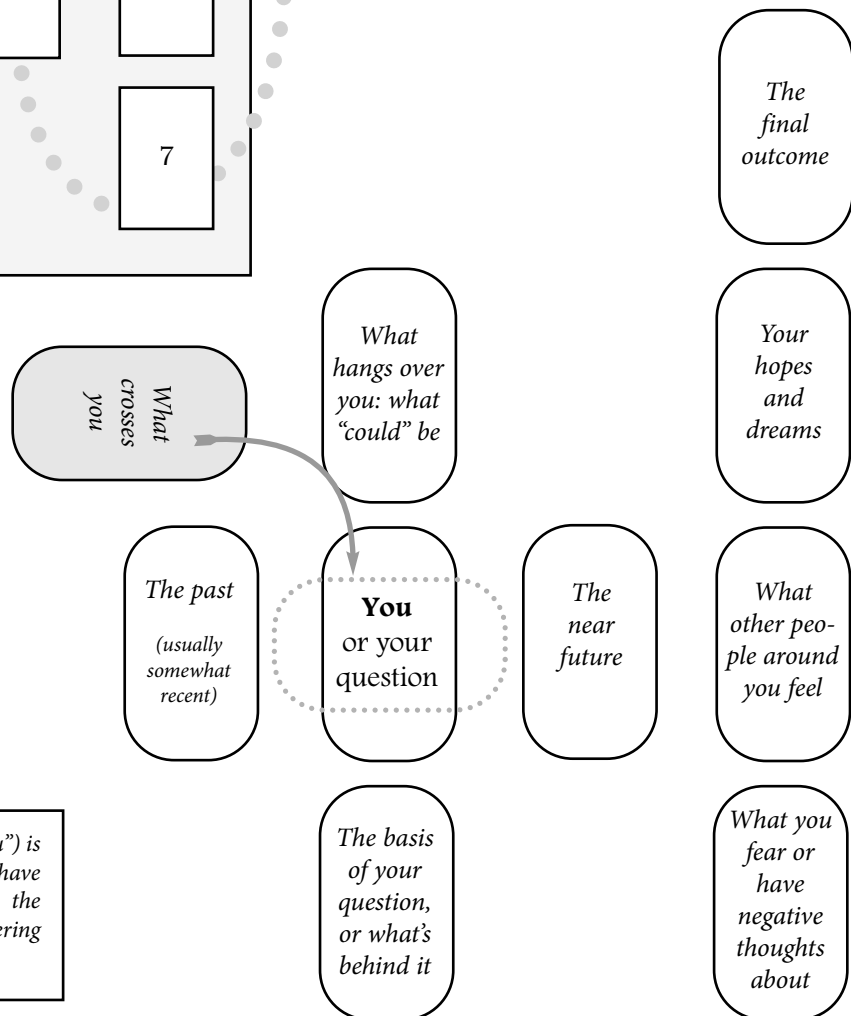 7
The
final
outcome
What
hangs over
you: what
“could” be
Your
hopes
and
dreams
What
crosses
you
The past
(usually
somewhat
recent)
You
or your
question
The
near
future
What
other peo-
ple around
you feel
”) is
have
the
ering
The basis
of your
question,
or what’s
behind it
What you
fear or
have
negative
thoughts
about